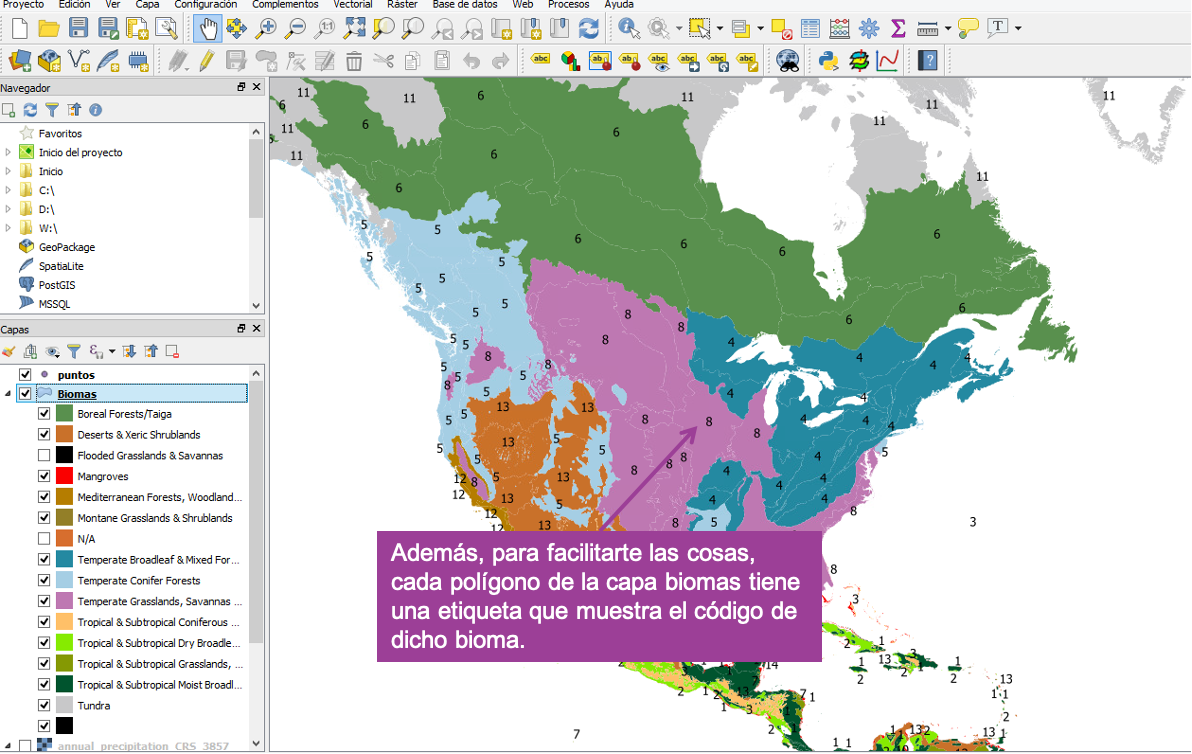 Proyecto Edición Ver Capa Configuración Complementos Vectorial Ráster Base de datos Web Procesos Ayuda
Navegador
Favoritos
Inicio del proyecto
Inicio
C:\
D:\
W:\
GeoPackage
SpatiaLite
PostGIS
MSSQL
Capas
puntos
Biomas
Boreal Forests/Taiga
Deserts & Xeric Shrublands
Flooded Grasslands & Savannas
Mangroves
Mediterranean Forests, Woodland...
Montane Grasslands & Shrublands
N/A
Temperate Broadleaf & Mixed For...
Temperate Conifer Forests
Temperate Grasslands, Savannas ...
Tropical & Subtropical Coniferous ...
Tropical & Subtropical Dry Broadle...
Tropical & Subtropical Grasslands, ...
Tropical & Subtropical Moist Broadl...
Tundra
annual_precipitation_CRS_3857
Además, para facilitarte las cosas,
cada polígono de la capa biomas tiene
una etiqueta que muestra el código de
dicho bioma.